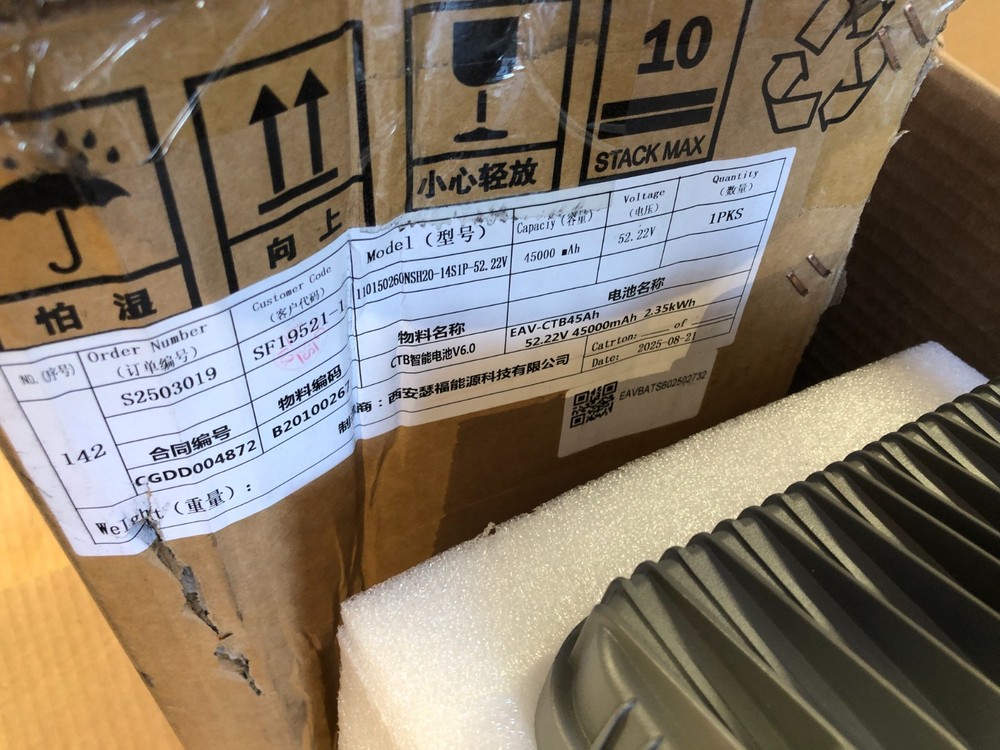 怕 湿
向 上
小心轻放
10
STACK MAX
NO.(序号)
142
Order Number
(订单编号)
S2503019
Customer Code
(客户代码)
SF19521-1
Model (型号)
110150260NSH20-14S1P-52.22V
Capaciy(容量)
45000 mAh
Voltage
(电压)
52.22V
Quantity
(数量)
1PKS
合同编号
CGDD004872
物料编码
B20100267
物料名称
CTB智能电池V6.0
电池名称
EAV-CTB45Ah
52.22V 45000mAh 2.35kWh
Weight (重量):
商: 西安瑟福能源科技有限公司
Catrton: of
Date: 2025-08-21
EAVBATS602502732